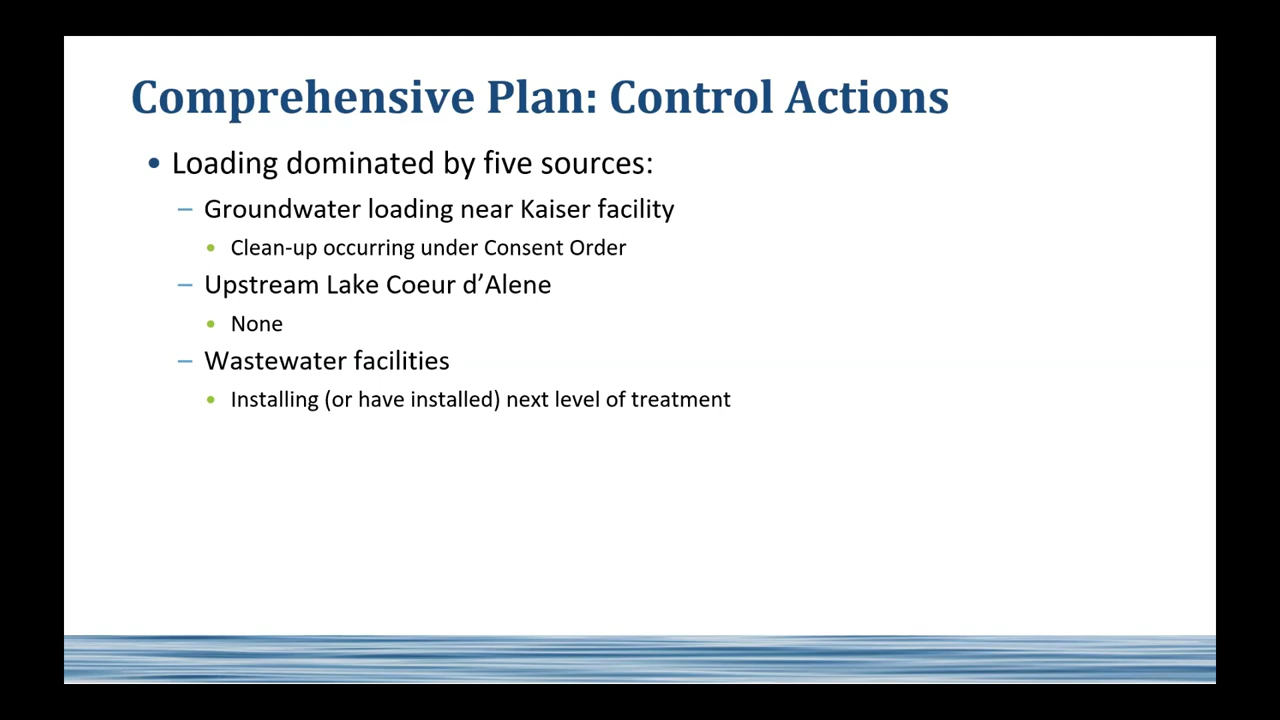 Comprehensive Plan: Control Actions
• Loading dominated by five sources:
– Groundwater loading near Kaiser facility
• Clean-up occurring under Consent Order
– Upstream Lake Coeur d’Alene
• None
– Wastewater facilities
• Installing (or have installed) next level of treatment